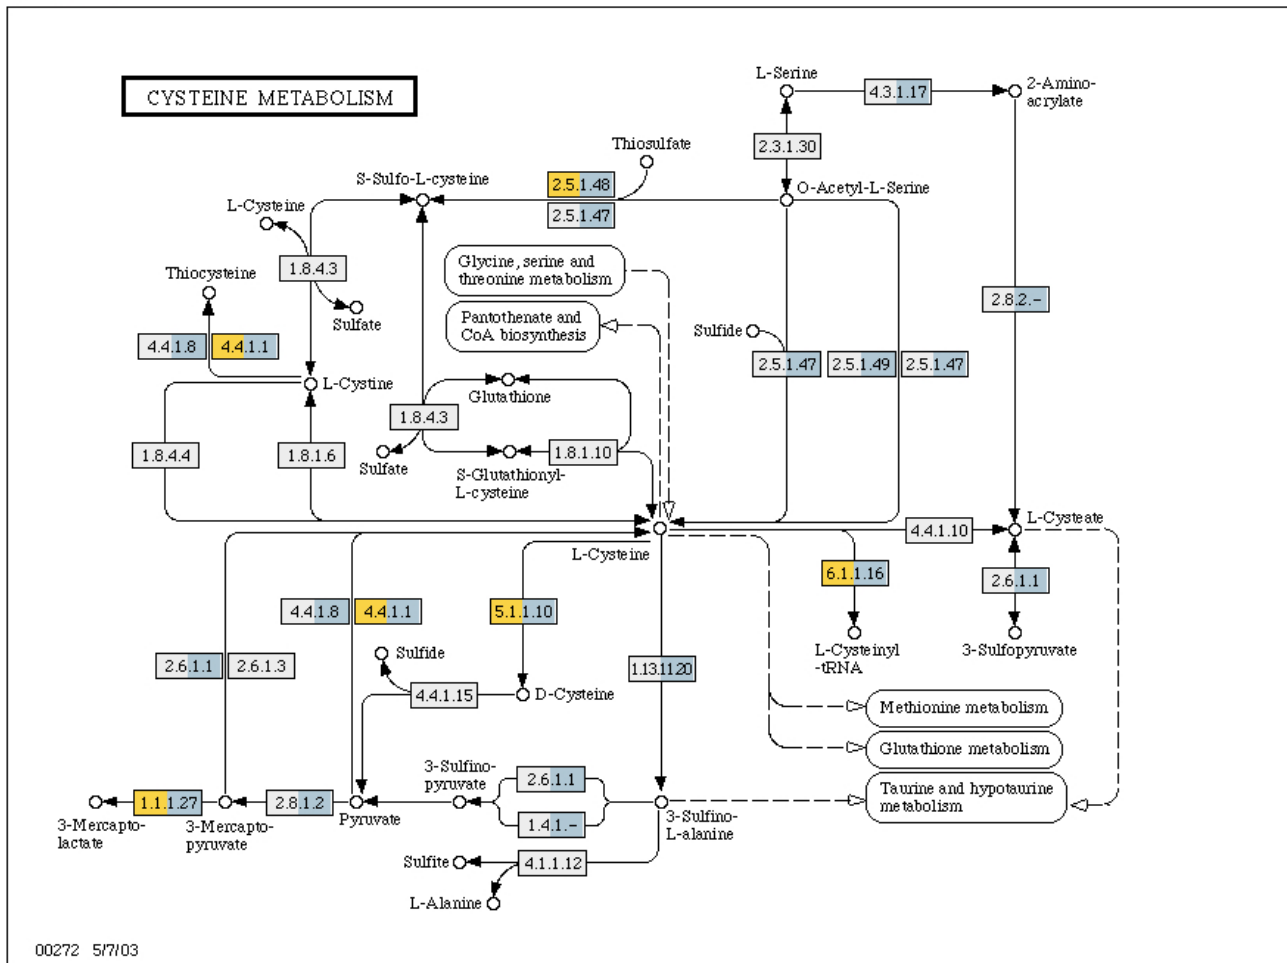 CYSTEINE METABOLISM
L-Serine
4.3.1.17
2-Amino-
acrylate
2.3.1.30
Thiosulfate
S-Sulfo-L-cysteine
2.5.1.48
O-Acetyl-L-Serine
L-Cysteine
2.5.1.47
1.8.4.3
Glycine, serine and
threonine metabolism
Thiocysteine
2.8.2.-
Sulfate
Pantothenate and
CoA biosynthesis
Sulfide
4.4.1.8
4.4.1.1
2.5.1.47
2.5.1.49
2.5.1.47
L-Cystine
Glutathione
1.8.4.3
1.8.4.4
1.8.1.6
1.8.1.10
Sulfate
S-Glutathionyl-
L-cysteine
L-Cysteate
4.4.1.10
L-Cysteine
6.1.1.16
2.6.1.1
4.4.1.8
4.4.1.1
5.1.1.10
L-Cysteinyl
-tRNA
3-Sulfopyruvate
Sulfide
2.6.1.1
2.6.1.3
1.13.11.20
4.4.1.15
D-Cysteine
Methionine metabolism
Glutathione metabolism
3-Sulfino-
pyruvate
2.6.1.1
Taurine and hypotaurine
metabolism
1.1.1.27
2.8.1.2
3-Mercapto-
lactate
3-Mercapto-
pyruvate
Pyruvate
1.4.1.-
3-Sulfino-
L-alanine
Sulfite
4.1.1.12
L-Alanine
00272 5/7/03